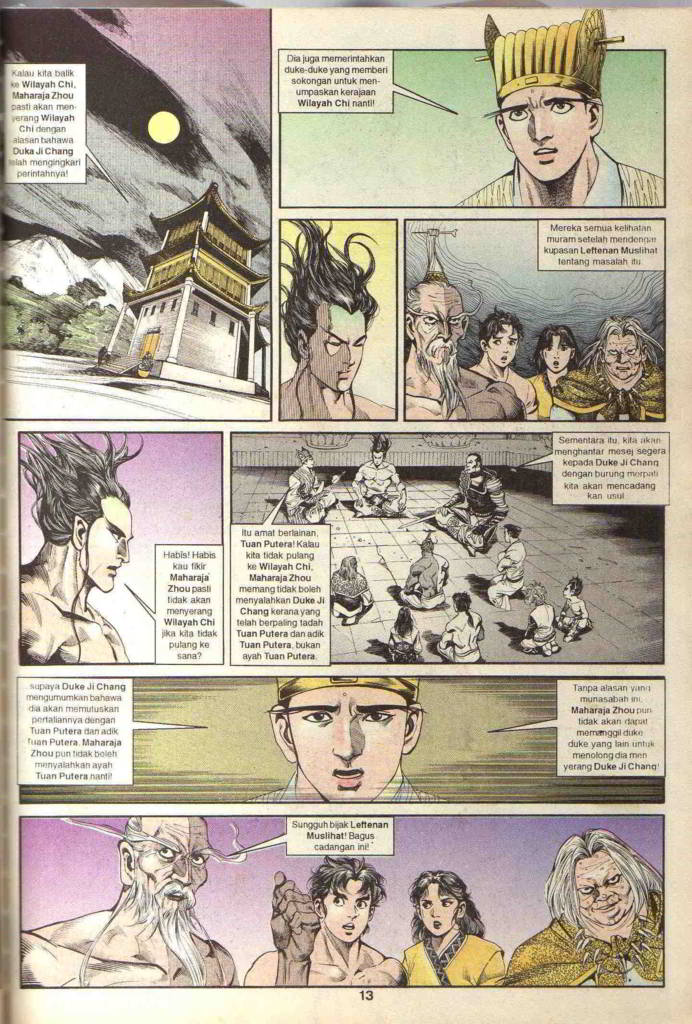 Kalau kita balik
ke Wilayah Chi,
Maharaja Zhou
pasti akan men-
yerang Wilayah
Chi dengan
alasan bahawa
Duka Ji Chang
telah mengingkari
perintahnya!
Dia juga memerintahkan
duke-duke yang memberi
sokongan untuk men-
umpaskan kerajaan
Wilayah Chi nanti!
Mereka semua kelihatan
muram setelah mendengar
kupasan Leftenan Muslihat
tentang masalah itu.
Habis! Habis
kau fikir
Maharaja
Zhou pasti
tidak akan
menyerang
Wilayah Chi
jika kita tidak
pulang ke
sana?
Itu amat berlainan,
Tuan Putera! Kalau
kita tidak pulang
ke Wilayah Chi,
Maharaja Zhou
memang tidak boleh
menyalahkan Duke Ji
Chang kerana yang
telah berpaling tadah
Tuan Putera dan adik
Tuan Putera, bukan
ayah Tuan Putera.
Sementara itu, kita akan
menghantar mesej segera
kepada Duke Ji Chang
dengan burung merpati
kita akan mencadang
kan usul
supaya Duke Ji Chang
mengumumkan bahawa
dia akan memutuskan
pertaliannya dengan
Tuan Putera dan adik
Tuan Putera. Maharaja
Zhou pun tidak boleh
menyalahkan ayah
Tuan Putera nanti!
Tanpa alasan yang
munasabah ini,
Maharaja Zhou pun
tidak akan dapat
memanggil duke
duke yang lain untuk
menolong dia men
yerang Duke Ji Chang!
Sungguh bijak Leftenan
Muslihat! Bagus
cadangan ini!
13